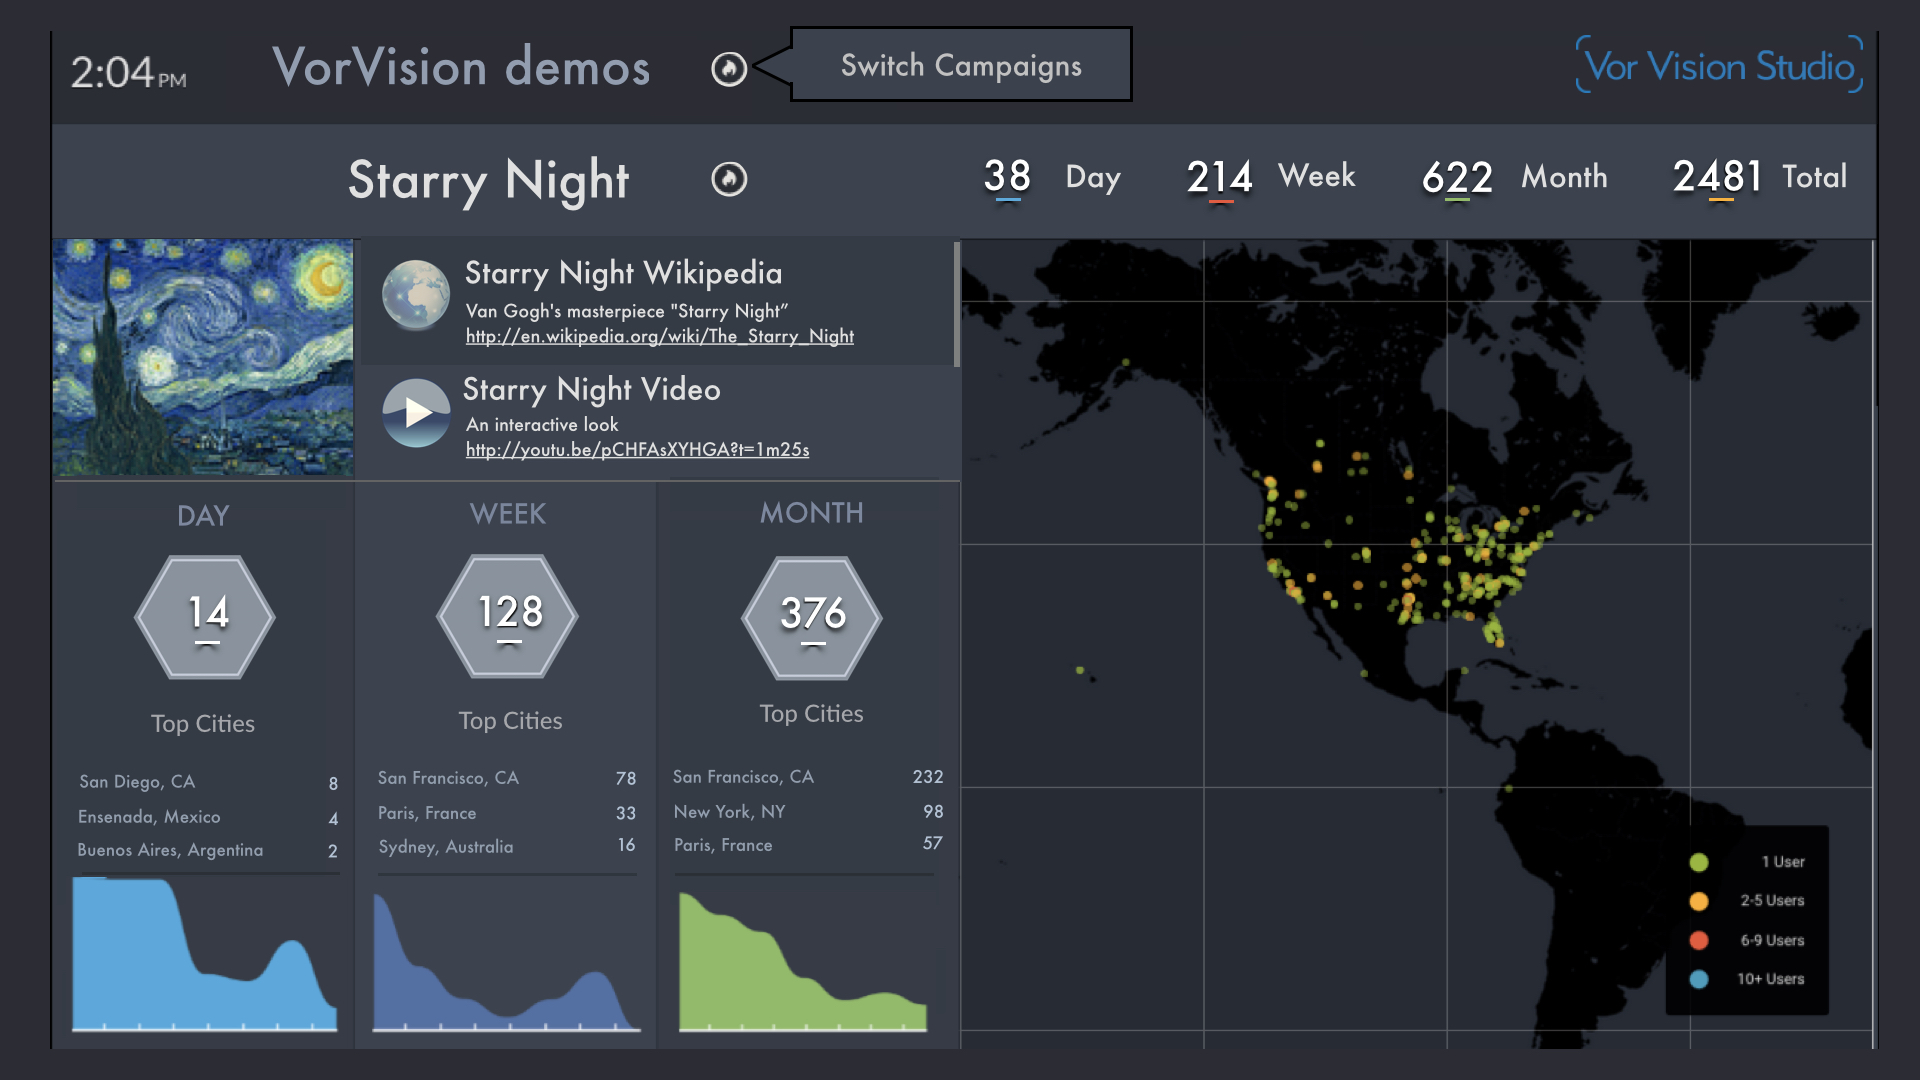 2:04 PM
VorVision demos
Switch Campaigns
Vor Vision Studio
Starry Night
38 Day
214 Week
622 Month
2481 Total
Starry Night Wikipedia
Van Gogh's masterpiece "Starry Night”
http://en.wikipedia.org/wiki/The_Starry_Night
Starry Night Video
An interactive look
http://youtu.be/pCHFAsXYHGA?t=1m25s
DAY
14
Top Cities
San Diego, CA 8
Ensenada, Mexico 4
Buenos Aires, Argentina 2
WEEK
128
Top Cities
San Francisco, CA 78
Paris, France 33
Sydney, Australia 16
MONTH
376
Top Cities
San Francisco, CA 232
New York, NY 98
Paris, France 57
1 User
2-5 Users
6-9 Users
10+ Users